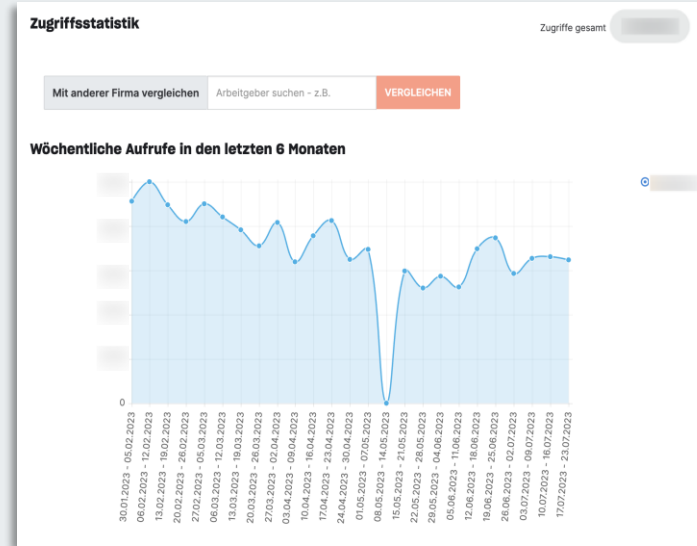 Zugriffsstatistik
Zugriffe gesamt
Mit anderer Firma vergleichen
Arbeitgeber suchen - z.B.
VERGLEICHEN
Wöchentliche Aufrufe in den letzten 6 Monaten
0
30.01.2023 - 05.02.2023
06.02.2023 - 12.02.2023
13.02.2023 - 19.02.2023
20.02.2023 - 26.02.2023
27.02.2023 - 05.03.2023
06.03.2023 - 12.03.2023
13.03.2023 - 19.03.2023
20.03.2023 - 26.03.2023
27.03.2023 - 02.04.2023
03.04.2023 - 09.04.2023
10.04.2023 - 16.04.2023
17.04.2023 - 23.04.2023
24.04.2023 - 30.04.2023
01.05.2023 - 07.05.2023
08.05.2023 - 14.05.2023
15.05.2023 - 21.05.2023
22.05.2023 - 28.05.2023
29.05.2023 - 04.06.2023
05.06.2023 - 11.06.2023
12.06.2023 - 18.06.2023
19.06.2023 - 25.06.2023
26.06.2023 - 02.07.2023
03.07.2023 - 09.07.2023
10.07.2023 - 16.07.2023
17.07.2023 - 23.07.2023